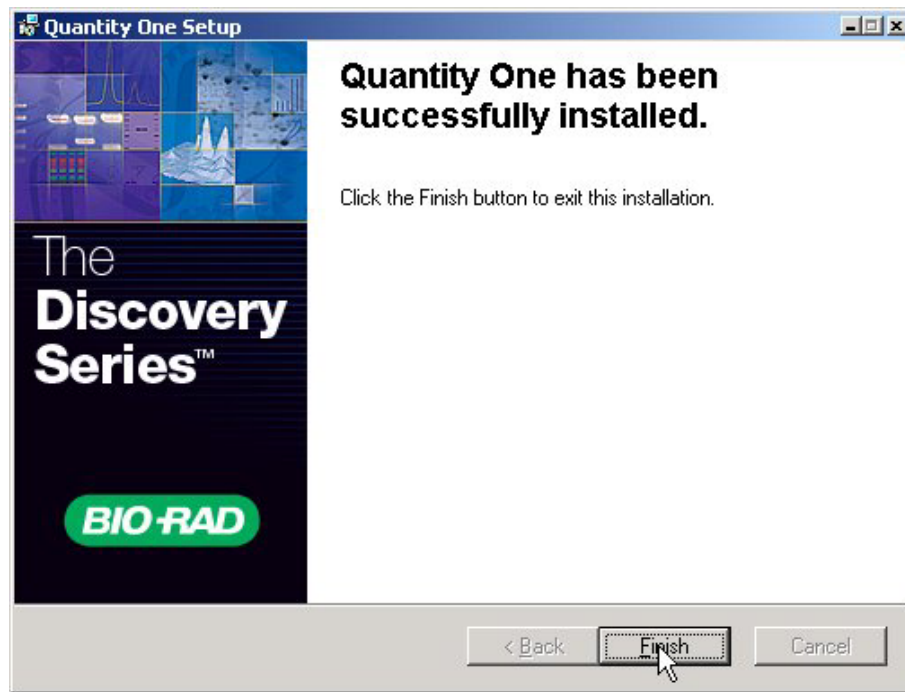 Quantity One Setup
Quantity One has been
successfully installed.
Click the Finish button to exit this installation.
The
Discovery
Series™
BIO-RAD
< Back
Finish
Cancel